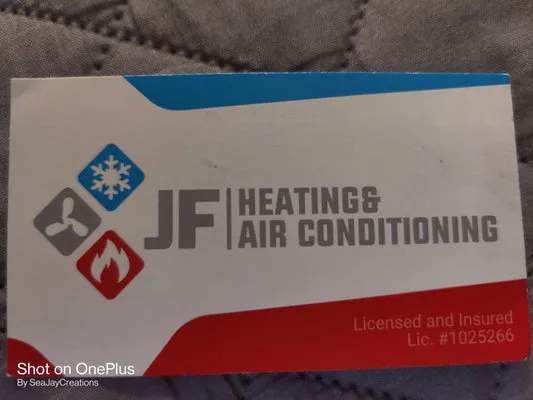 JF
HEATING&
AIR CONDITIONING
Licensed and Insured
Lic. #1025266
Shot on OnePlus
By SeaJayCreations